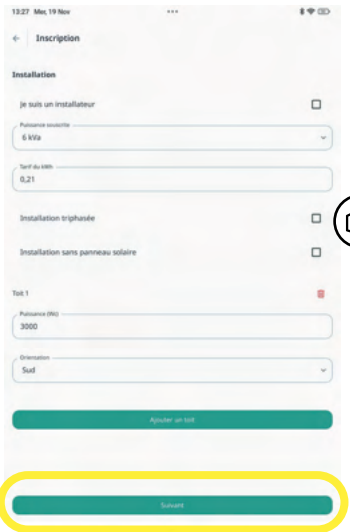 13:27 Mer, 19 Nov
Inscription
Installation
Je suis un installateur
Puissance souscrite
6 kVa
Tarif du kWh
0,21
Installation triphasée
Installation sans panneau solaire
Toit 1
Puissance (Wc)
3000
Orientation
Sud
Ajouter un toit
Suivant